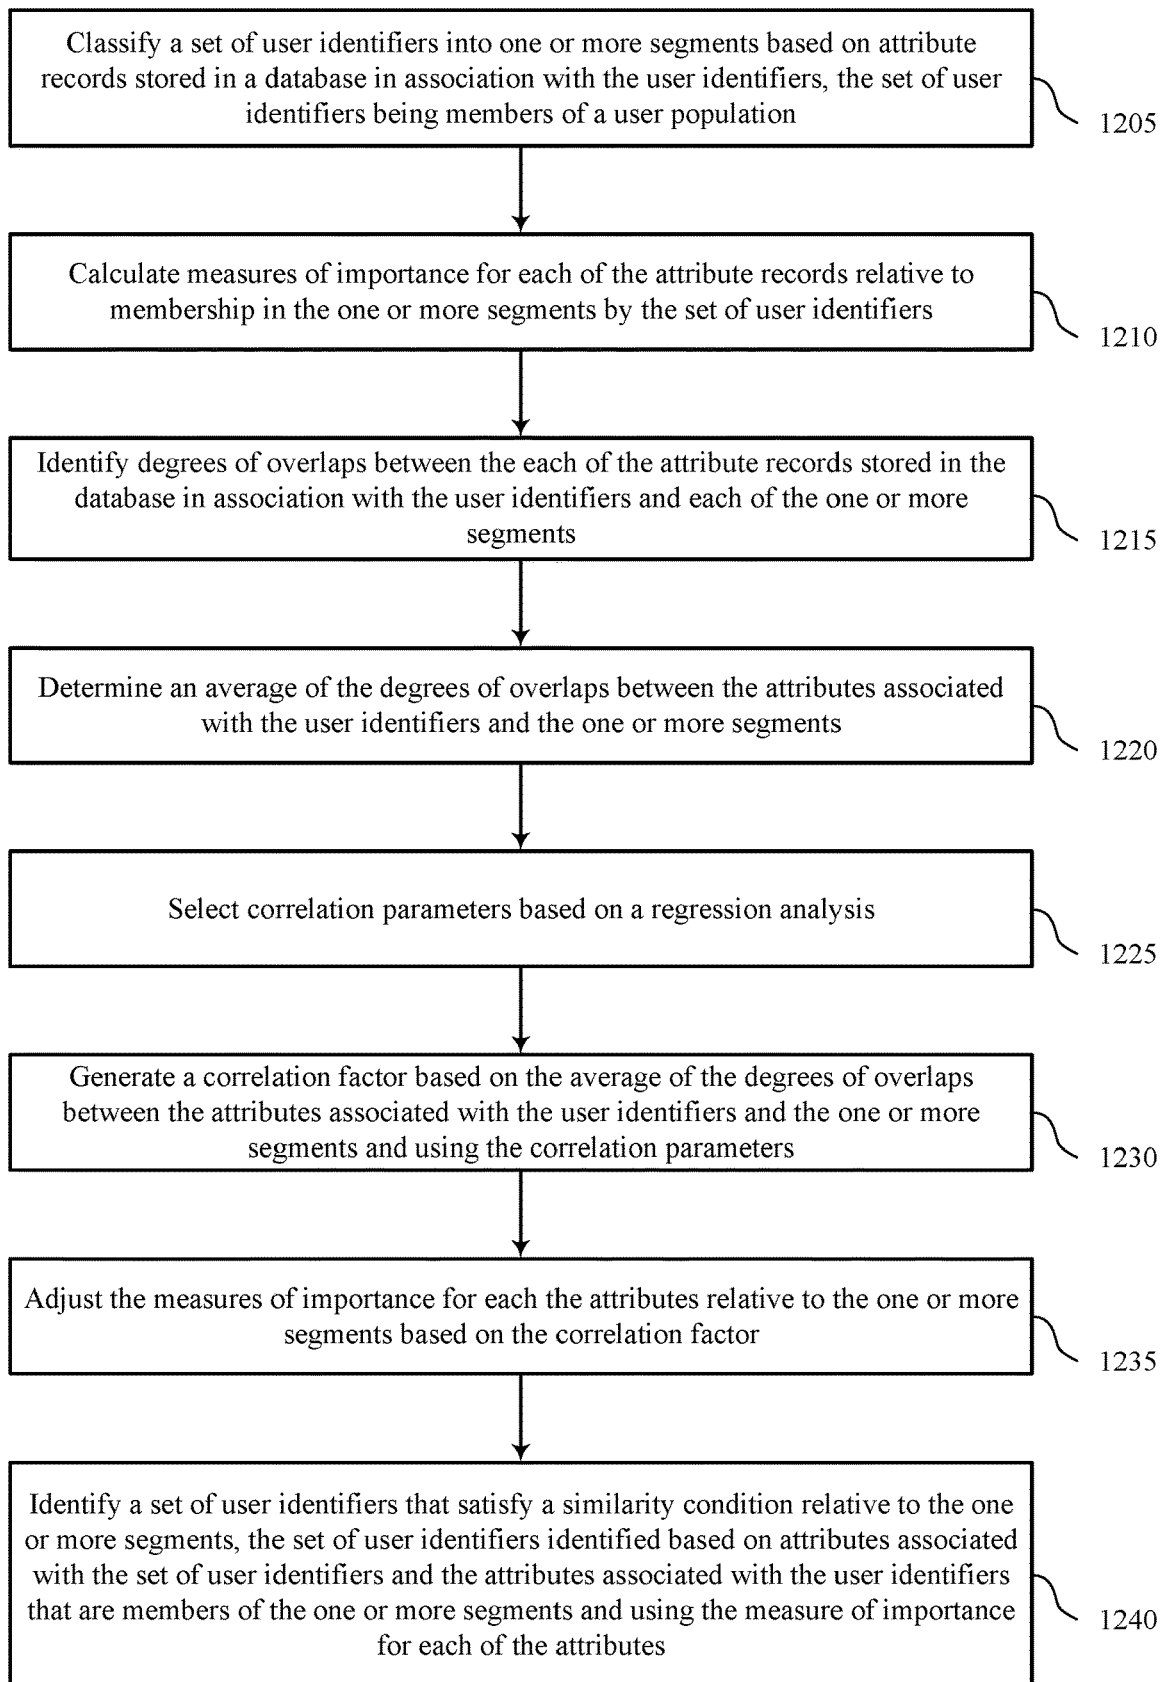 Classify a set of user identifiers into one or more segments based on attribute
records stored in a database in association with the user identifiers, the set of user
identifiers being members of a user population
1205
Calculate measures of importance for each of the attribute records relative to
membership in the one or more segments by the set of user identifiers
1210
Identify degrees of overlaps between the each of the attribute records stored in the
database in association with the user identifiers and each of the one or more
segments
1215
Determine an average of the degrees of overlaps between the attributes associated
with the user identifiers and the one or more segments
1220
Select correlation parameters based on a regression analysis
1225
Generate a correlation factor based on the average of the degrees of overlaps
between the attributes associated with the user identifiers and the one or more
segments and using the correlation parameters
1230
Adjust the measures of importance for each the attributes relative to the one or more
segments based on the correlation factor
1235
Identify a set of user identifiers that satisfy a similarity condition relative to the one
or more segments, the set of user identifiers identified based on attributes associated
with the set of user identifiers and the attributes associated with the user identifiers
that are members of the one or more segments and using the measure of importance
for each of the attributes
1240